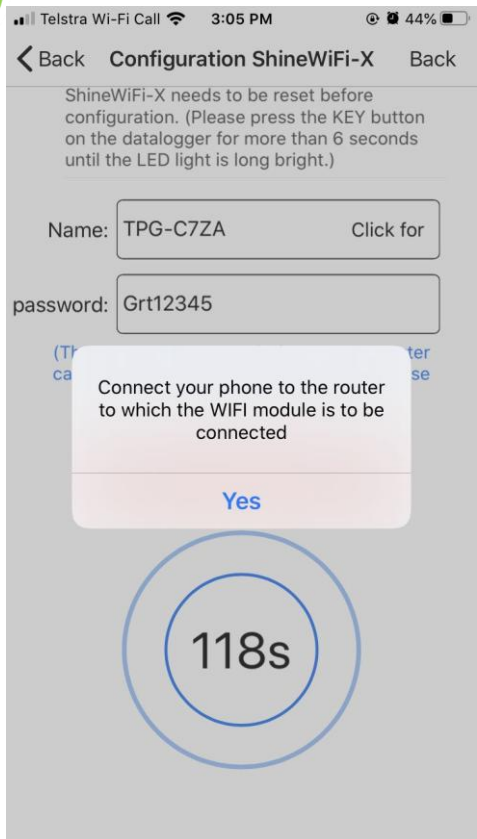 Telstra Wi-Fi Call 3:05 PM 44%
Back Configuration ShineWiFi-X Back
ShineWiFi-X needs to be reset before
configuration. (Please press the KEY button
on the datalogger for more than 6 seconds
until the LED light is long bright.)
Name: TPG-C7ZA Click for
password: Grt12345
Connect your phone to the router
to which the WIFI module is to be
connected
Yes
118s